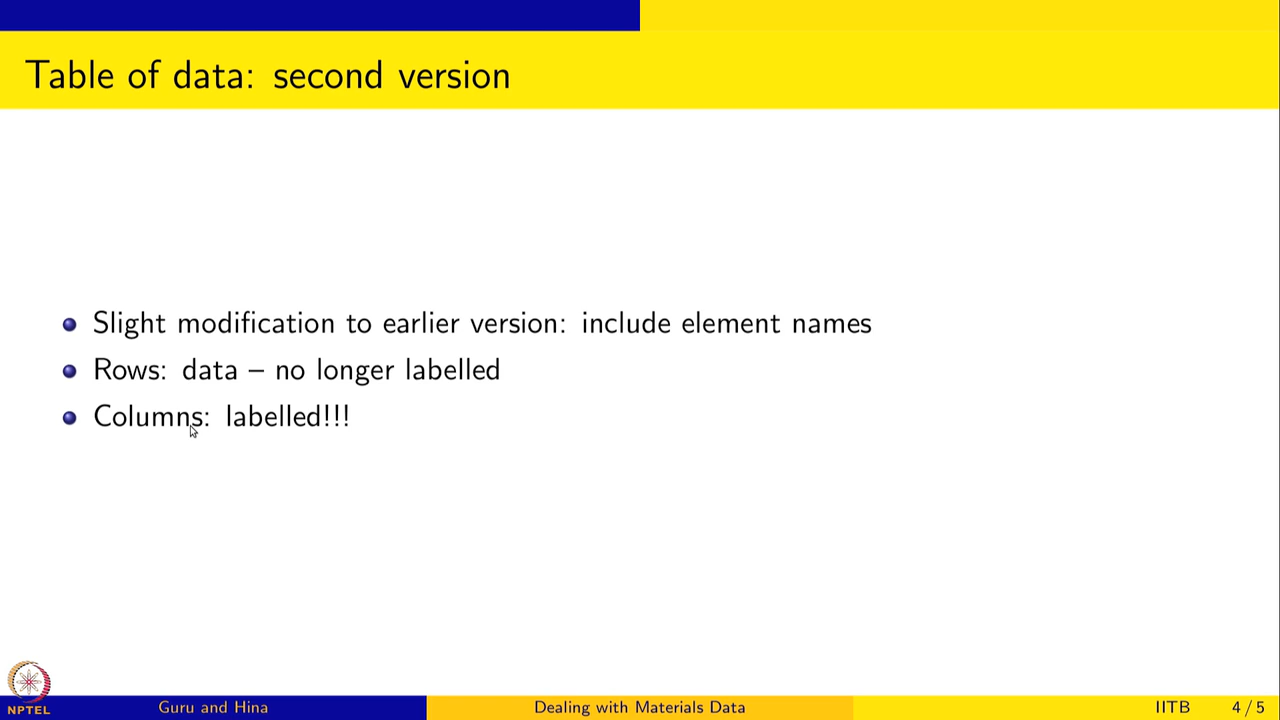 Table of data: second version
Slight modification to earlier version: include element names
Rows: data – no longer labelled
Columns: labelled!!!
NPTEL
Guru and Hina
Dealing with Materials Data
IITB
4 / 5